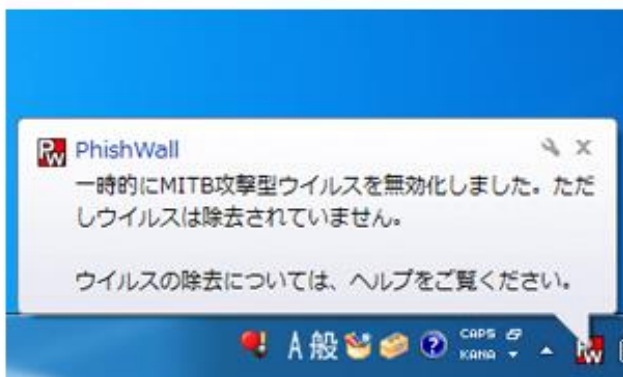 PW PhishWall
一時的にMITB攻撃型ウイルスを無効化しました。ただ
しウイルスは除去されていません。
ウイルスの除去については、ヘルプをご覧ください。
A 般 ? CAPS KANA PW